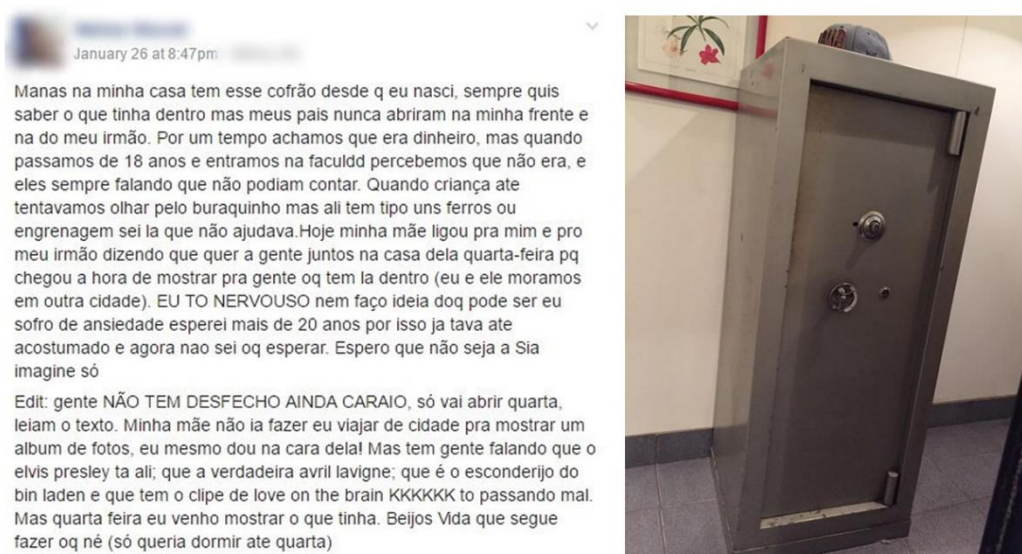 January 26 at 8:47pm
Manas na minha casa tem esse cofrão desde q eu nasci, sempre quis
saber o que tinha dentro mas meus pais nunca abriram na minha frente e
na do meu irmão. Por um tempo achamos que era dinheiro, mas quando
passamos de 18 anos e entramos na faculdd percebemos que não era, e
eles sempre falando que não podiam contar. Quando criança ate
tentavamos olhar pelo buraquinho mas ali tem tipo uns ferros ou
engrenagem sei la que não ajudava.Hoje minha mãe ligou pra mim e pro
meu irmão dizendo que quer a gente juntos na casa dela quarta-feira pq
chegou a hora de mostrar pra gente oq tem la dentro (eu e ele moramos
em outra cidade). EU TO NERVOUSO nem faço ideia doq pode ser eu
sofro de ansiedade esperei mais de 20 anos por isso ja tava ate
acostumado e agora nao sei oq esperar. Espero que não seja a Sia
imagine só
Edit: gente NÃO TEM DESFECHO AINDA CARAIO, só vai abrir quarta,
leiam o texto. Minha mãe não ia fazer eu viajar de cidade pra mostrar um
album de fotos, eu mesmo dou na cara dela! Mas tem gente falando que o
elvis presley ta ali; que a verdadeira avril lavigne; que é o esconderijo do
bin laden e que tem o clipe de love on the brain KKKKKK to passando mal.
Mas quarta feira eu venho mostrar o que tinha. Beijos Vida que segue
fazer oq né (só queria dormir ate quarta)